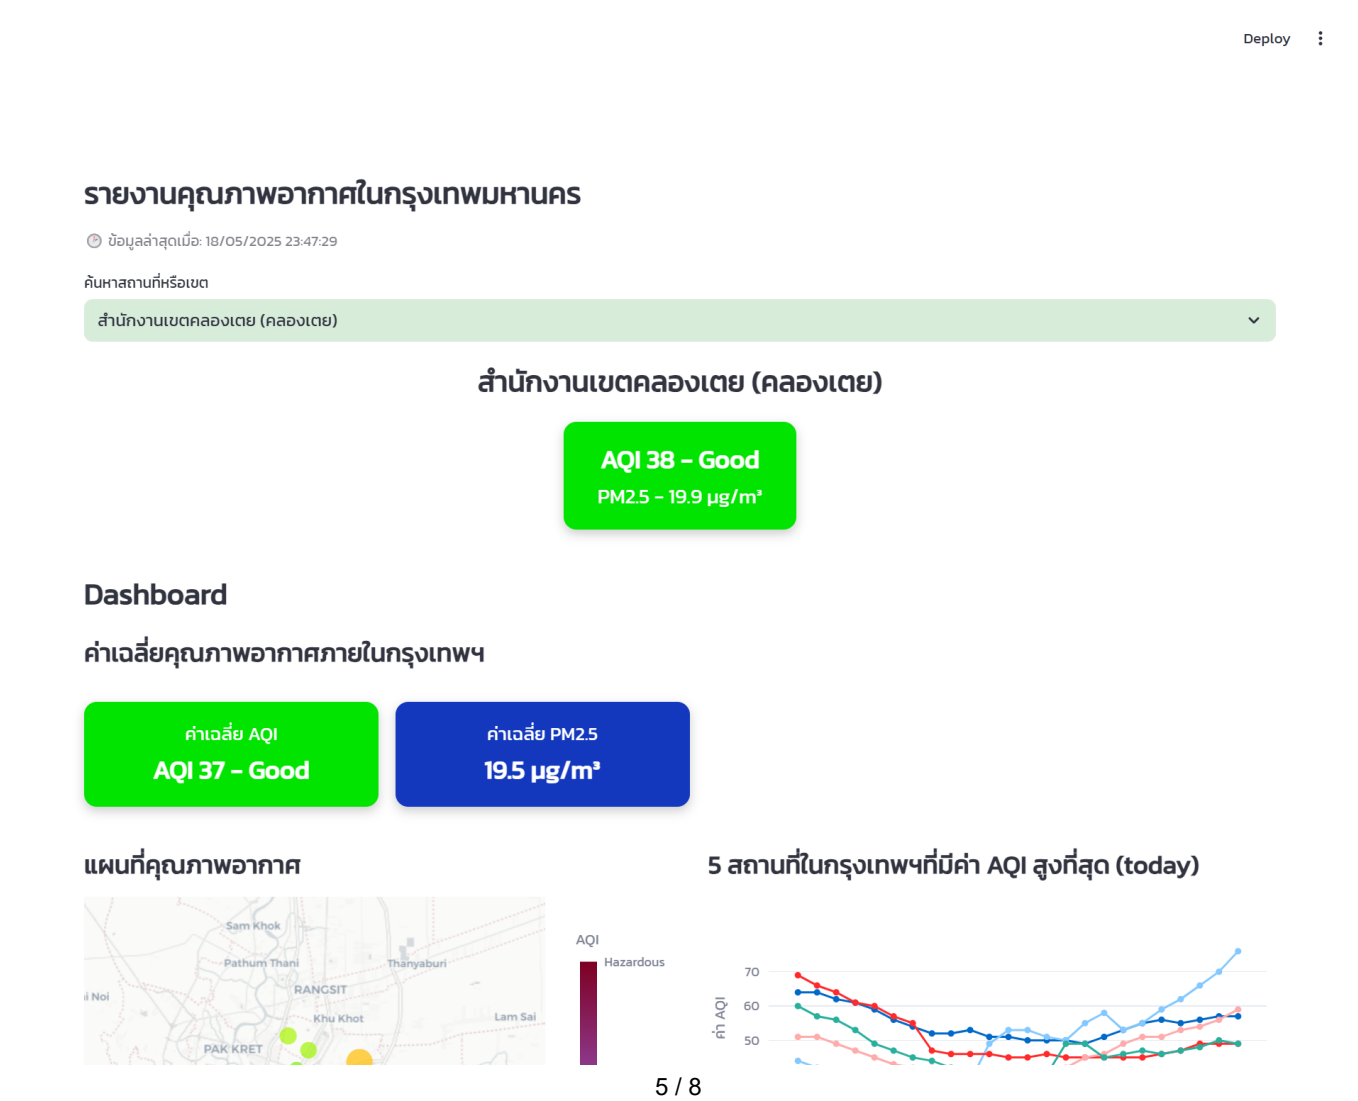 Deploy
รายงานคุณภาพอากาศในกรุงเทพมหานคร
ข้อมูลล่าสุดเมื่อ: 18/05/2025 23:47:29
ค้นหาสถานที่หรือเขต
สำนักงานเขตคลองเตย (คลองเตย)
สำนักงานเขตคลองเตย (คลองเตย)
AQI 38 – Good
PM2.5 – 19.9 µg/m³
Dashboard
ค่าเฉลี่ยคุณภาพอากาศภายในกรุงเทพฯ
ค่าเฉลี่ย AQI
AQI 37 – Good
ค่าเฉลี่ย PM2.5
19.5 µg/m³
แผนที่คุณภาพอากาศ
Sam Khok
Pathum Thani
Thanyaburi
RANGSIT
i Noi
Khu Khot
Lam Sai
PAK KRET
AQI
Hazardous
5 สถานที่ในกรุงเทพฯที่มีค่า AQI สูงที่สุด (today)
70
60
50
ค่า AQI
5 / 8